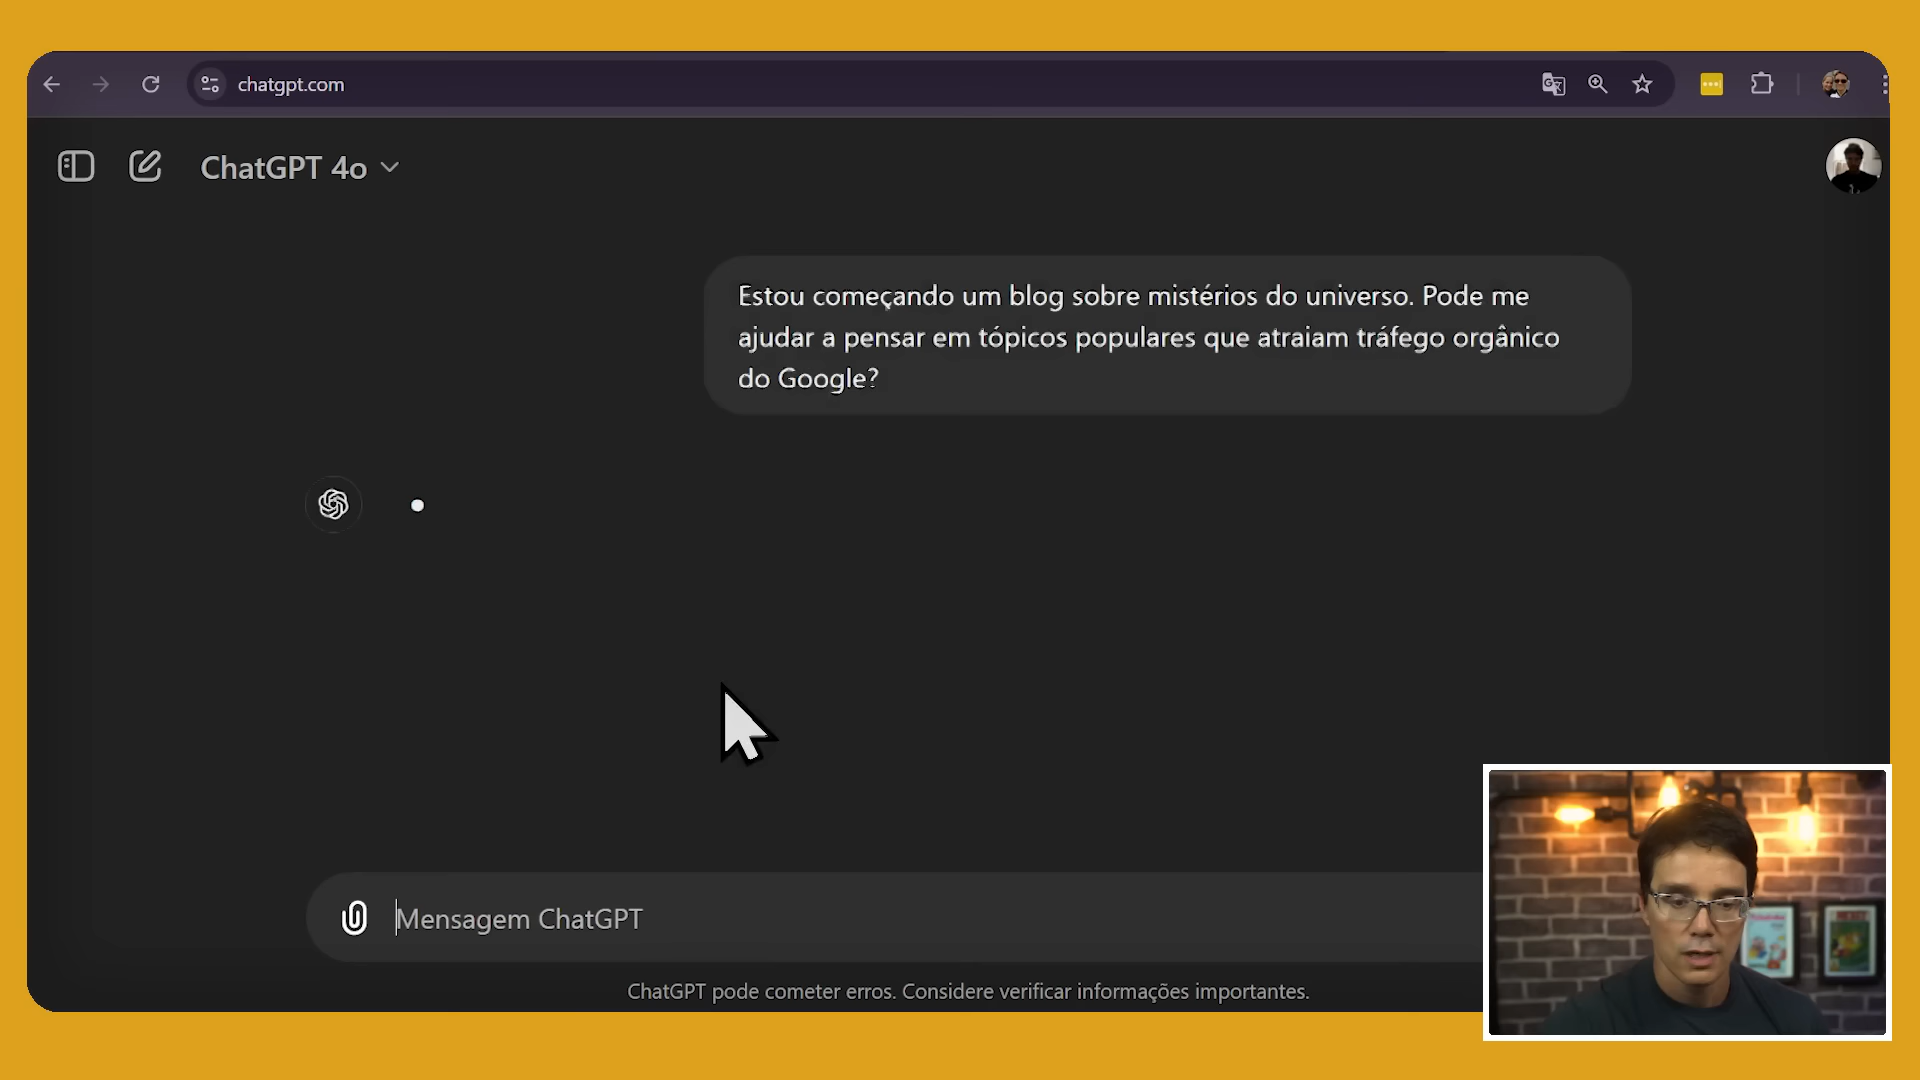 chatgpt.com
ChatGPT 4o
Estou começando um blog sobre mistérios do universo. Pode me
ajudar a pensar em tópicos populares que atraiam tráfego orgânico
do Google?
Mensagem ChatGPT
ChatGPT pode cometer erros. Considere verificar informações importantes.